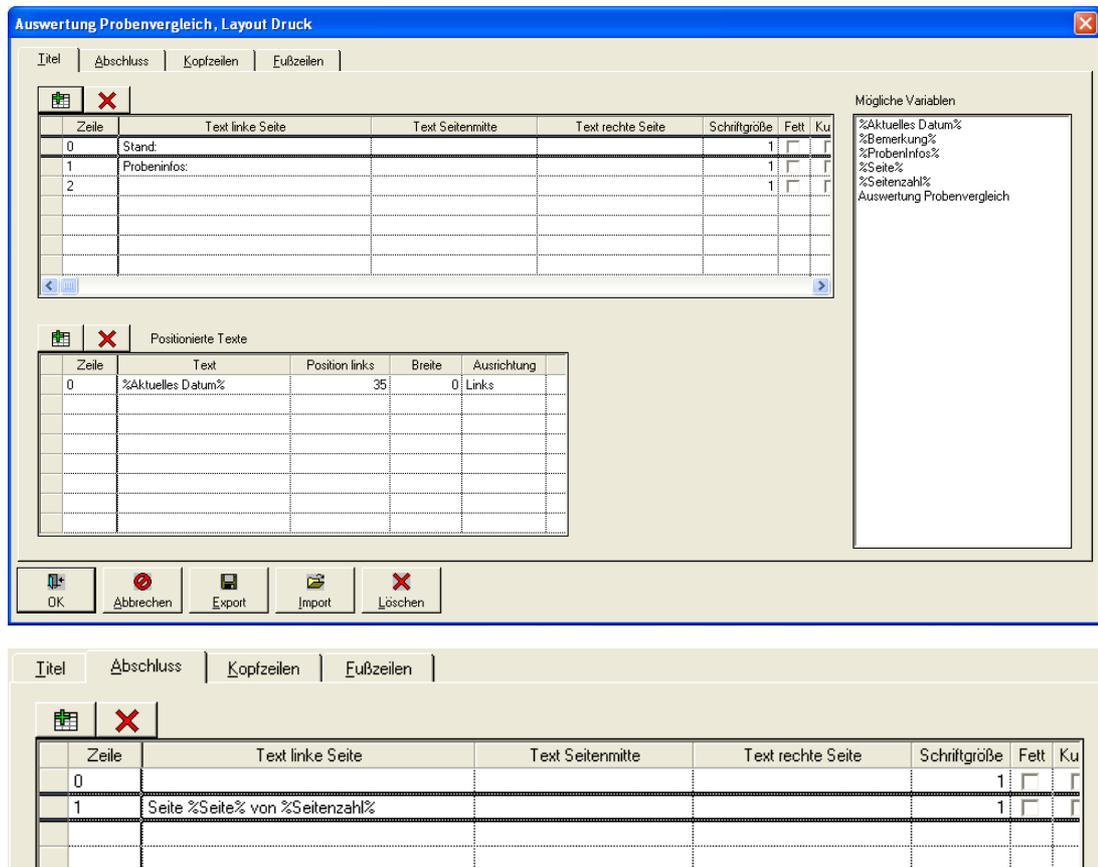 Auswertung Probenvergleich, Layout Druck
Titel Abschluss Kopfzeilen Fußzeilen
Mögliche Variablen
Zeile Text linke Seite Text Seitenmitte Text rechte Seite Schriftgröße Fett Ku
0 Stand: 1
1 Probeninfos: 1
2 1
%Aktuelles Datum%
%Bemerkung%
%ProbenInfos%
%Seite%
%Seitenzahl%
Auswertung Probenvergleich
Positionierte Texte
Zeile Text Position links Breite Ausrichtung
0 %Aktuelles Datum% 35 0 Links
OK Abbrechen Export Import Löschen
Titel Abschluss Kopfzeilen Fußzeilen
Zeile Text linke Seite Text Seitenmitte Text rechte Seite Schriftgröße Fett Ku
0 1
1 Seite %Seite% von %Seitenzahl% 1